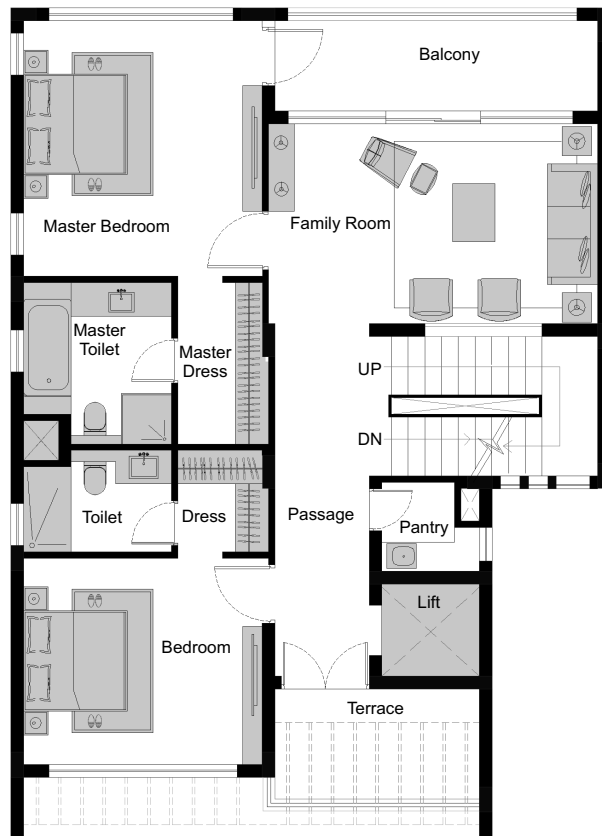 Balcony
Master Bedroom
Family Room
Master
Toilet
Master
Dress
UP
DN
Toilet
Dress
Passage
Pantry
Lift
Bedroom
Terrace